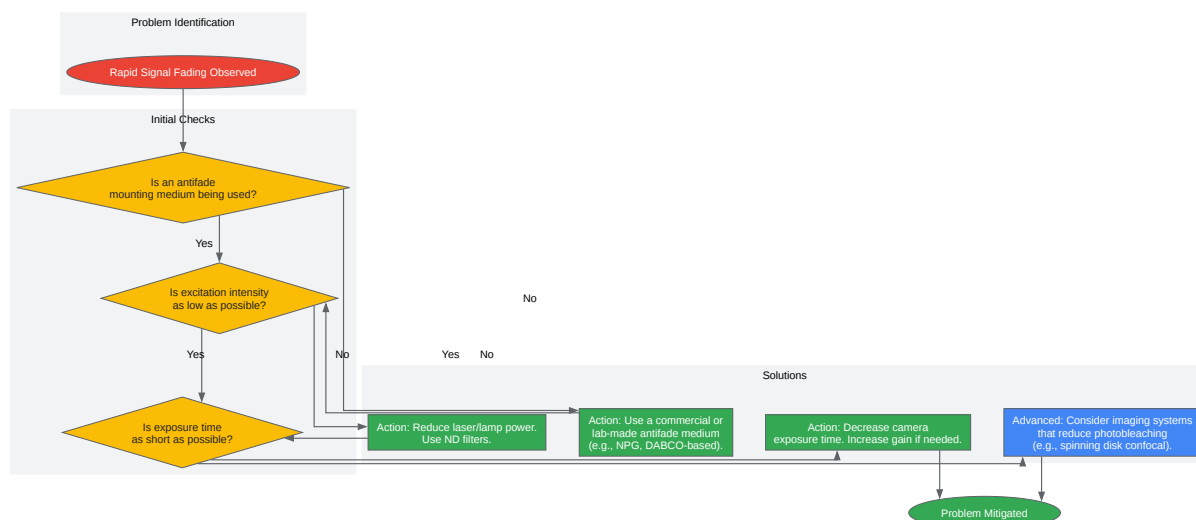 Problem Identification
Rapid Signal Fading Observed
Initial Checks
Is an antifade
mounting medium being used?
Yes
Is excitation intensity
as low as possible?
No
Yes
No
Yes
No
Solutions
Is exposure time
as short as possible?
Action: Reduce laser/lamp power.
Use ND filters.
Action: Use a commercial or
lab-made antifade medium
(e.g., NPG, DABCO-based).
Action: Decrease camera
exposure time. Increase gain if needed.
Advanced: Consider imaging systems
that reduce photobleaching
(e.g., spinning disk confocal).
Problem Mitigated